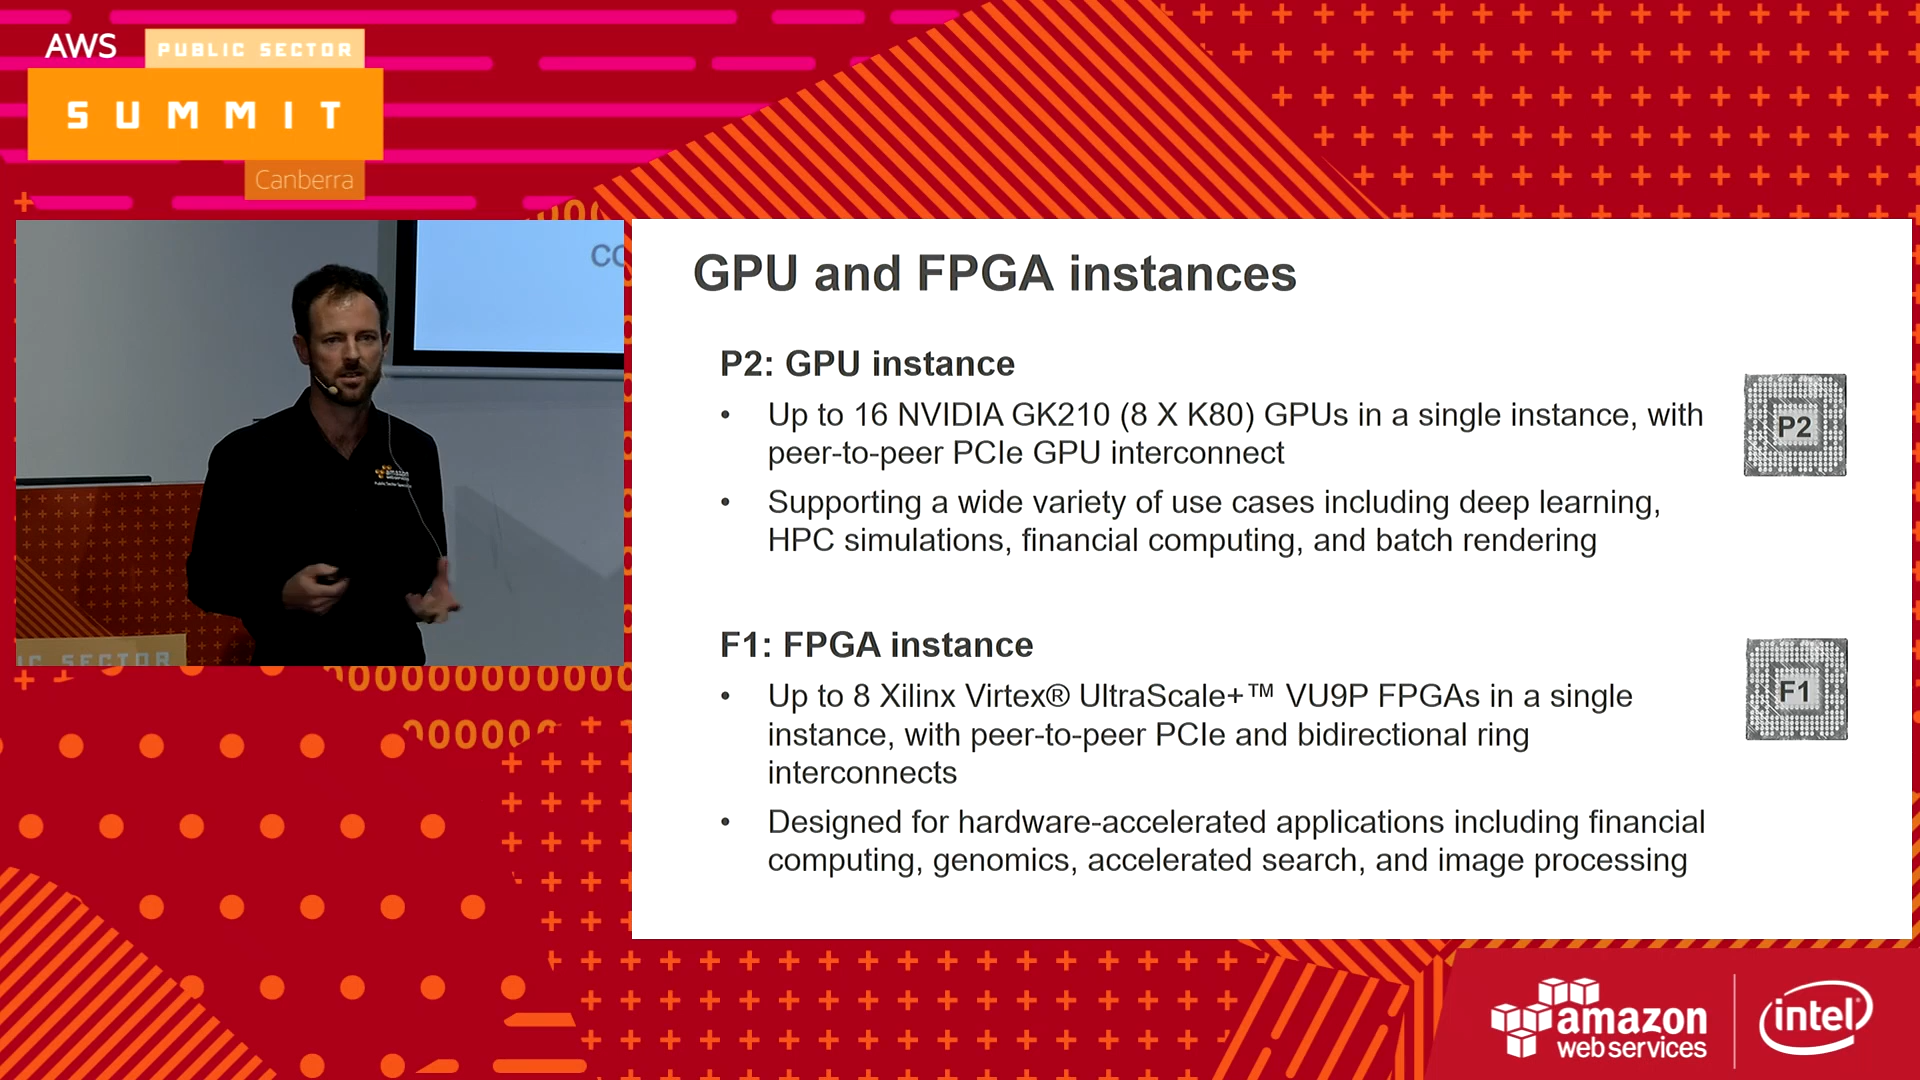 AWS
PUBLIC SECTOR
SUMMIT
Canberra
CO
amazon
IC SECTOR
GPU and FPGA instances
P2: GPU instance
• Up to 16 NVIDIA GK210 (8 X K80) GPUs in a single instance, with
peer-to-peer PCIe GPU interconnect
• Supporting a wide variety of use cases including deep learning,
HPC simulations, financial computing, and batch rendering
P2
F1: FPGA instance
• Up to 8 Xilinx Virtex® UltraScale+™ VU9P FPGAs in a single
instance, with peer-to-peer PCIe and bidirectional ring
interconnects
• Designed for hardware-accelerated applications including financial
computing, genomics, accelerated search, and image processing
F1
amazon
web services
intel